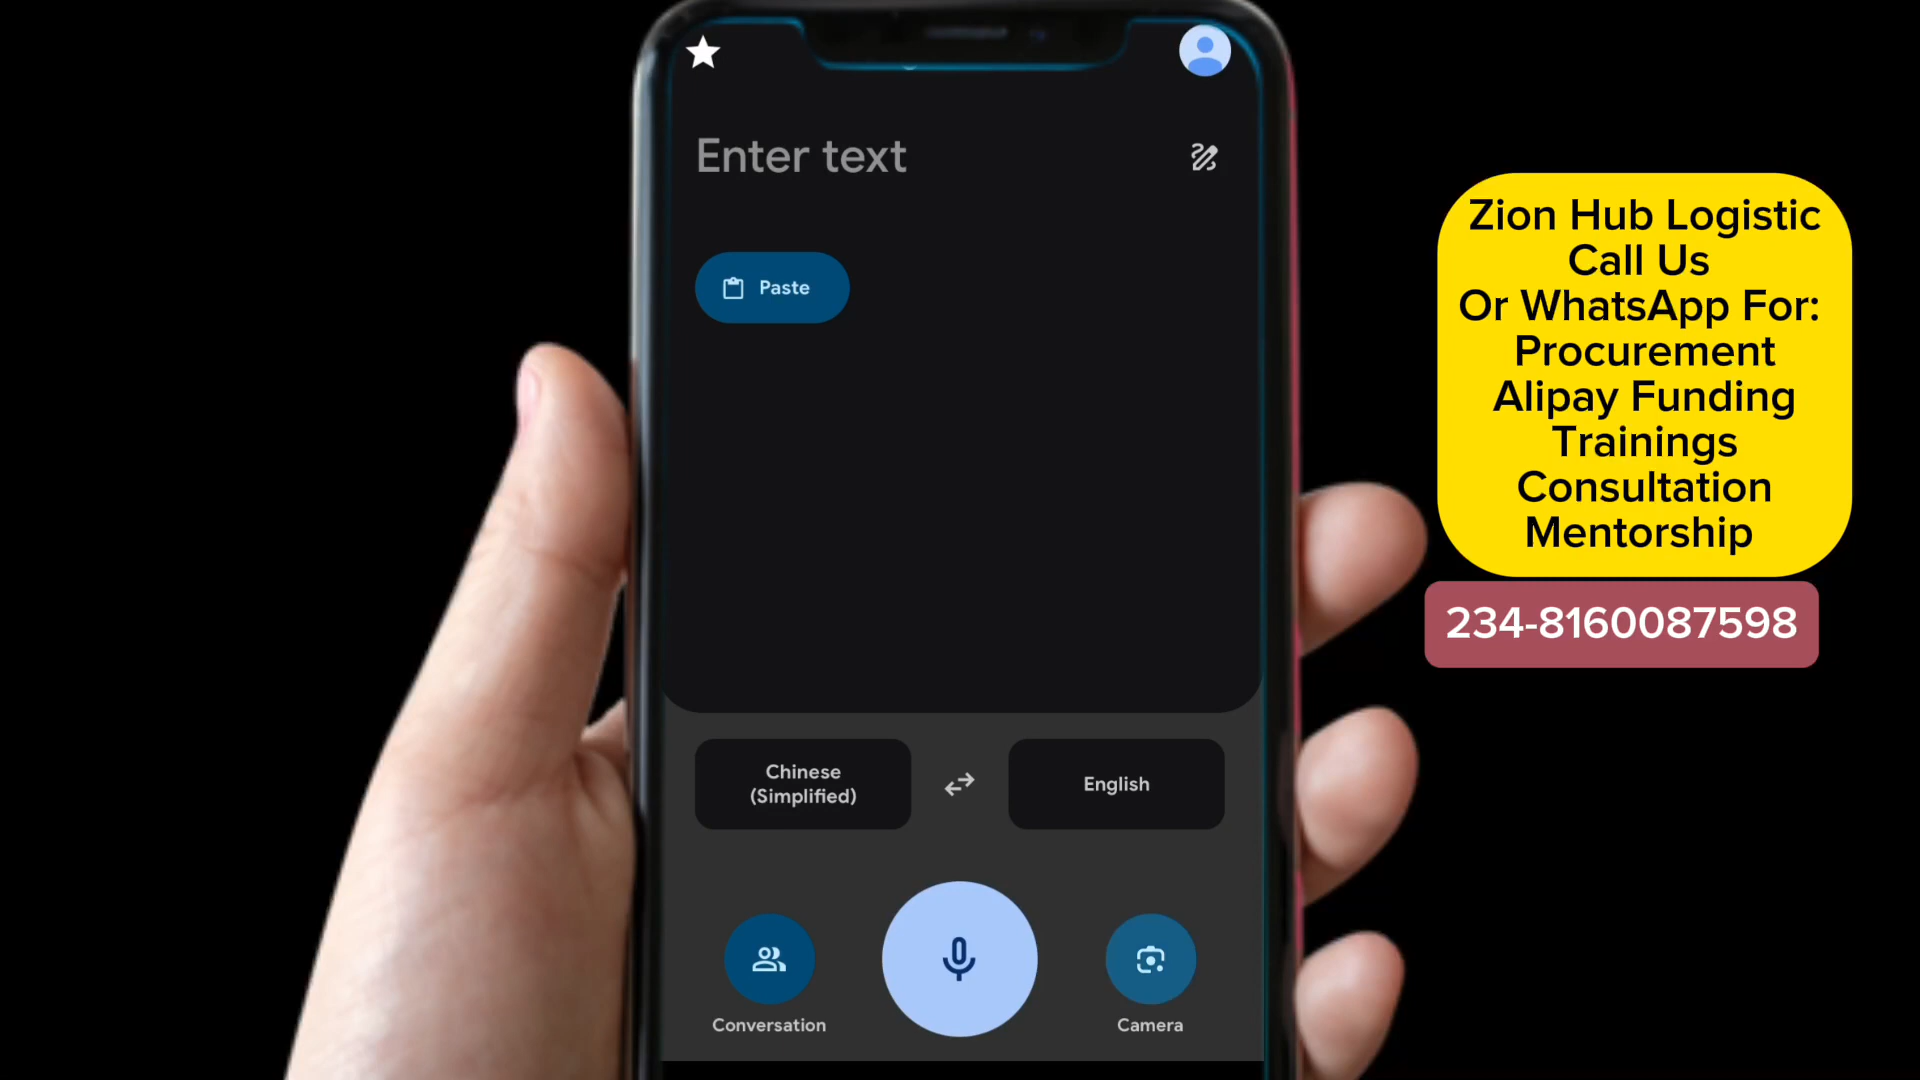 Enter text
Paste
Chinese
(Simplified)
English
Conversation
Camera
Zion Hub Logistic
Call Us
Or WhatsApp For:
Procurement
Alipay Funding
Trainings
Consultation
Mentorship
234-8160087598